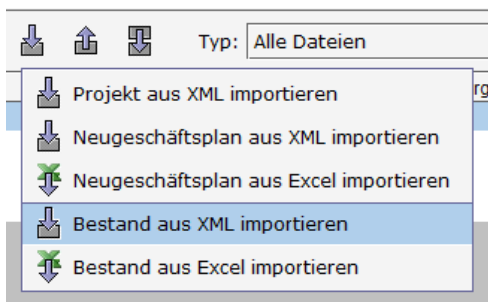 Typ: Alle Dateien
Projekt aus XML importieren
Neugeschäftsplan aus XML importieren
Neugeschäftsplan aus Excel importieren
Bestand aus XML importieren
Bestand aus Excel importieren